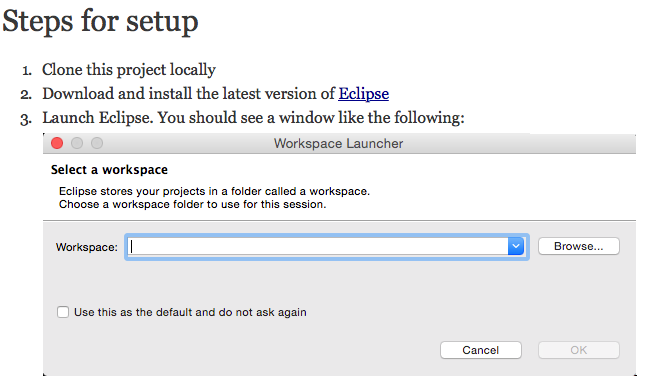 Steps for setup
1. Clone this project locally
2. Download and install the latest version of Eclipse
3. Launch Eclipse. You should see a window like the following:
Workspace Launcher
Select a workspace
Eclipse stores your projects in a folder called a workspace.
Choose a workspace folder to use for this session.
Workspace: Browse...
Use this as the default and do not ask again
Cancel OK